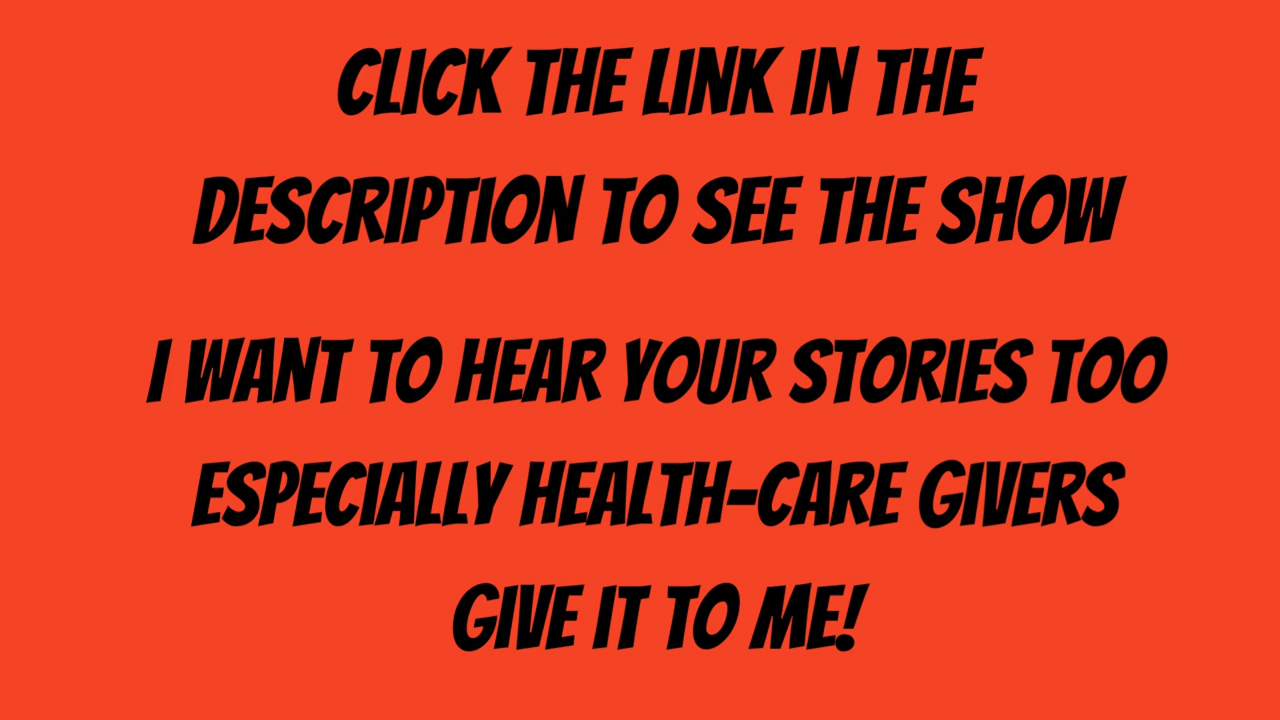 CLICK THE LINK IN THE
DESCRIPTION TO SEE THE SHOW
I WANT TO HEAR YOUR STORIES TOO
ESPECIALLY HEALTH-CARE GIVERS
GIVE IT TO ME!